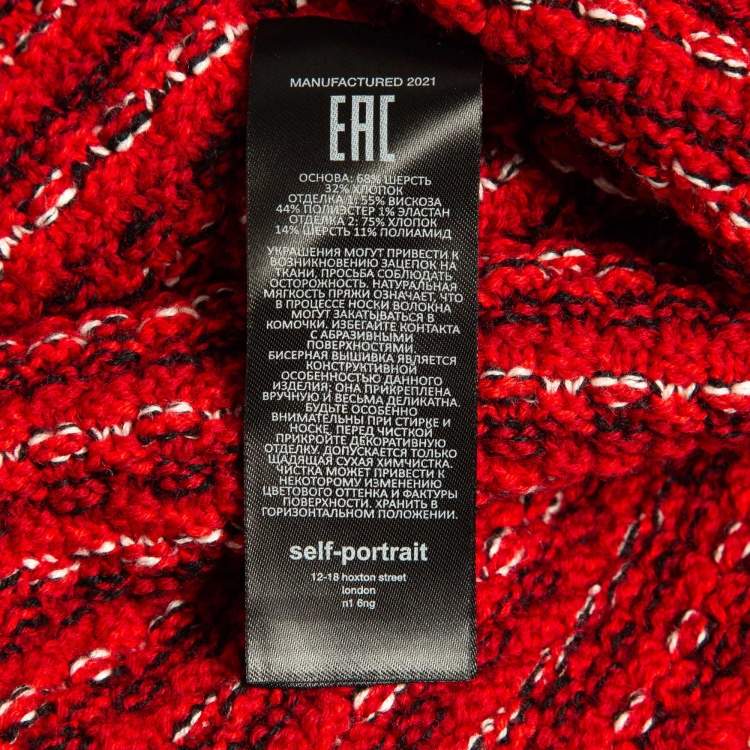 MANUFACTURED 2021
EAC
ОСНОВА: 68% ШЕРСТЬ
32% ХЛОПОК
ОТДЕЛКА 1: 55% ВИСКОЗА
44% ПОЛИЭСТЕР 1% ЭЛАСТАН
ОТДЕЛКА 2: 75% ХЛОПОК
14% ШЕРСТЬ 11% ПОЛИАМИД
УКРАШЕНИЯ МОГУТ ПРИВЕСТИ К
ВОЗНИКНОВЕНИЮ ЗАЦЕПОК НА
ТКАНИ, ПРОСЬБА СОБЛЮДАТЬ
ОСТОРОЖНОСТЬ. НАТУРАЛЬНАЯ
МЯГКОСТЬ ПРЯЖИ ОЗНАЧАЕТ, ЧТО
В ПРОЦЕССЕ НОСКИ ВОЛОКНА
МОГУТ ЗАКАТЫВАТЬСЯ В
КОМОЧКИ. ИЗБЕГАЙТЕ КОНТАКТА
С АБРАЗИВНЫМИ
ПОВЕРХНОСТЯМИ.
БИСЕРНАЯ ВЫШИВКА ЯВЛЯЕТСЯ
КОНСТРУКТИВНОЙ
ОСОБЕННОСТЬЮ ДАННОГО
ИЗДЕЛИЯ; ОНА ПРИКРЕПЛЕНА
ВРУЧНУЮ И ВЕСЬМА ДЕЛИКАТНА.
БУДЬТЕ ОСОБЕННО
ВНИМАТЕЛЬНЫ ПРИ СТИРКЕ И
НОСКЕ. ПЕРЕД ЧИСТКОЙ
ПРИКРОЙТЕ ДЕКОРАТИВНУЮ
ОТДЕЛКУ. ДОПУСКАЕТСЯ ТОЛЬКО
ЩАДЯЩАЯ СУХАЯ ХИМЧИСТКА.
ЧИСТКА МОЖЕТ ПРИВЕСТИ К
НЕКОТОРОМУ ИЗМЕНЕНИЮ
ЦВЕТОВОГО ОТТЕНКА И ФАКТУРЫ
ПОВЕРХНОСТИ. ХРАНИТЬ В
ГОРИЗОНТАЛЬНОМ ПОЛОЖЕНИИ.
self-portrait
12-18 hoxton street
london
n1 6ng